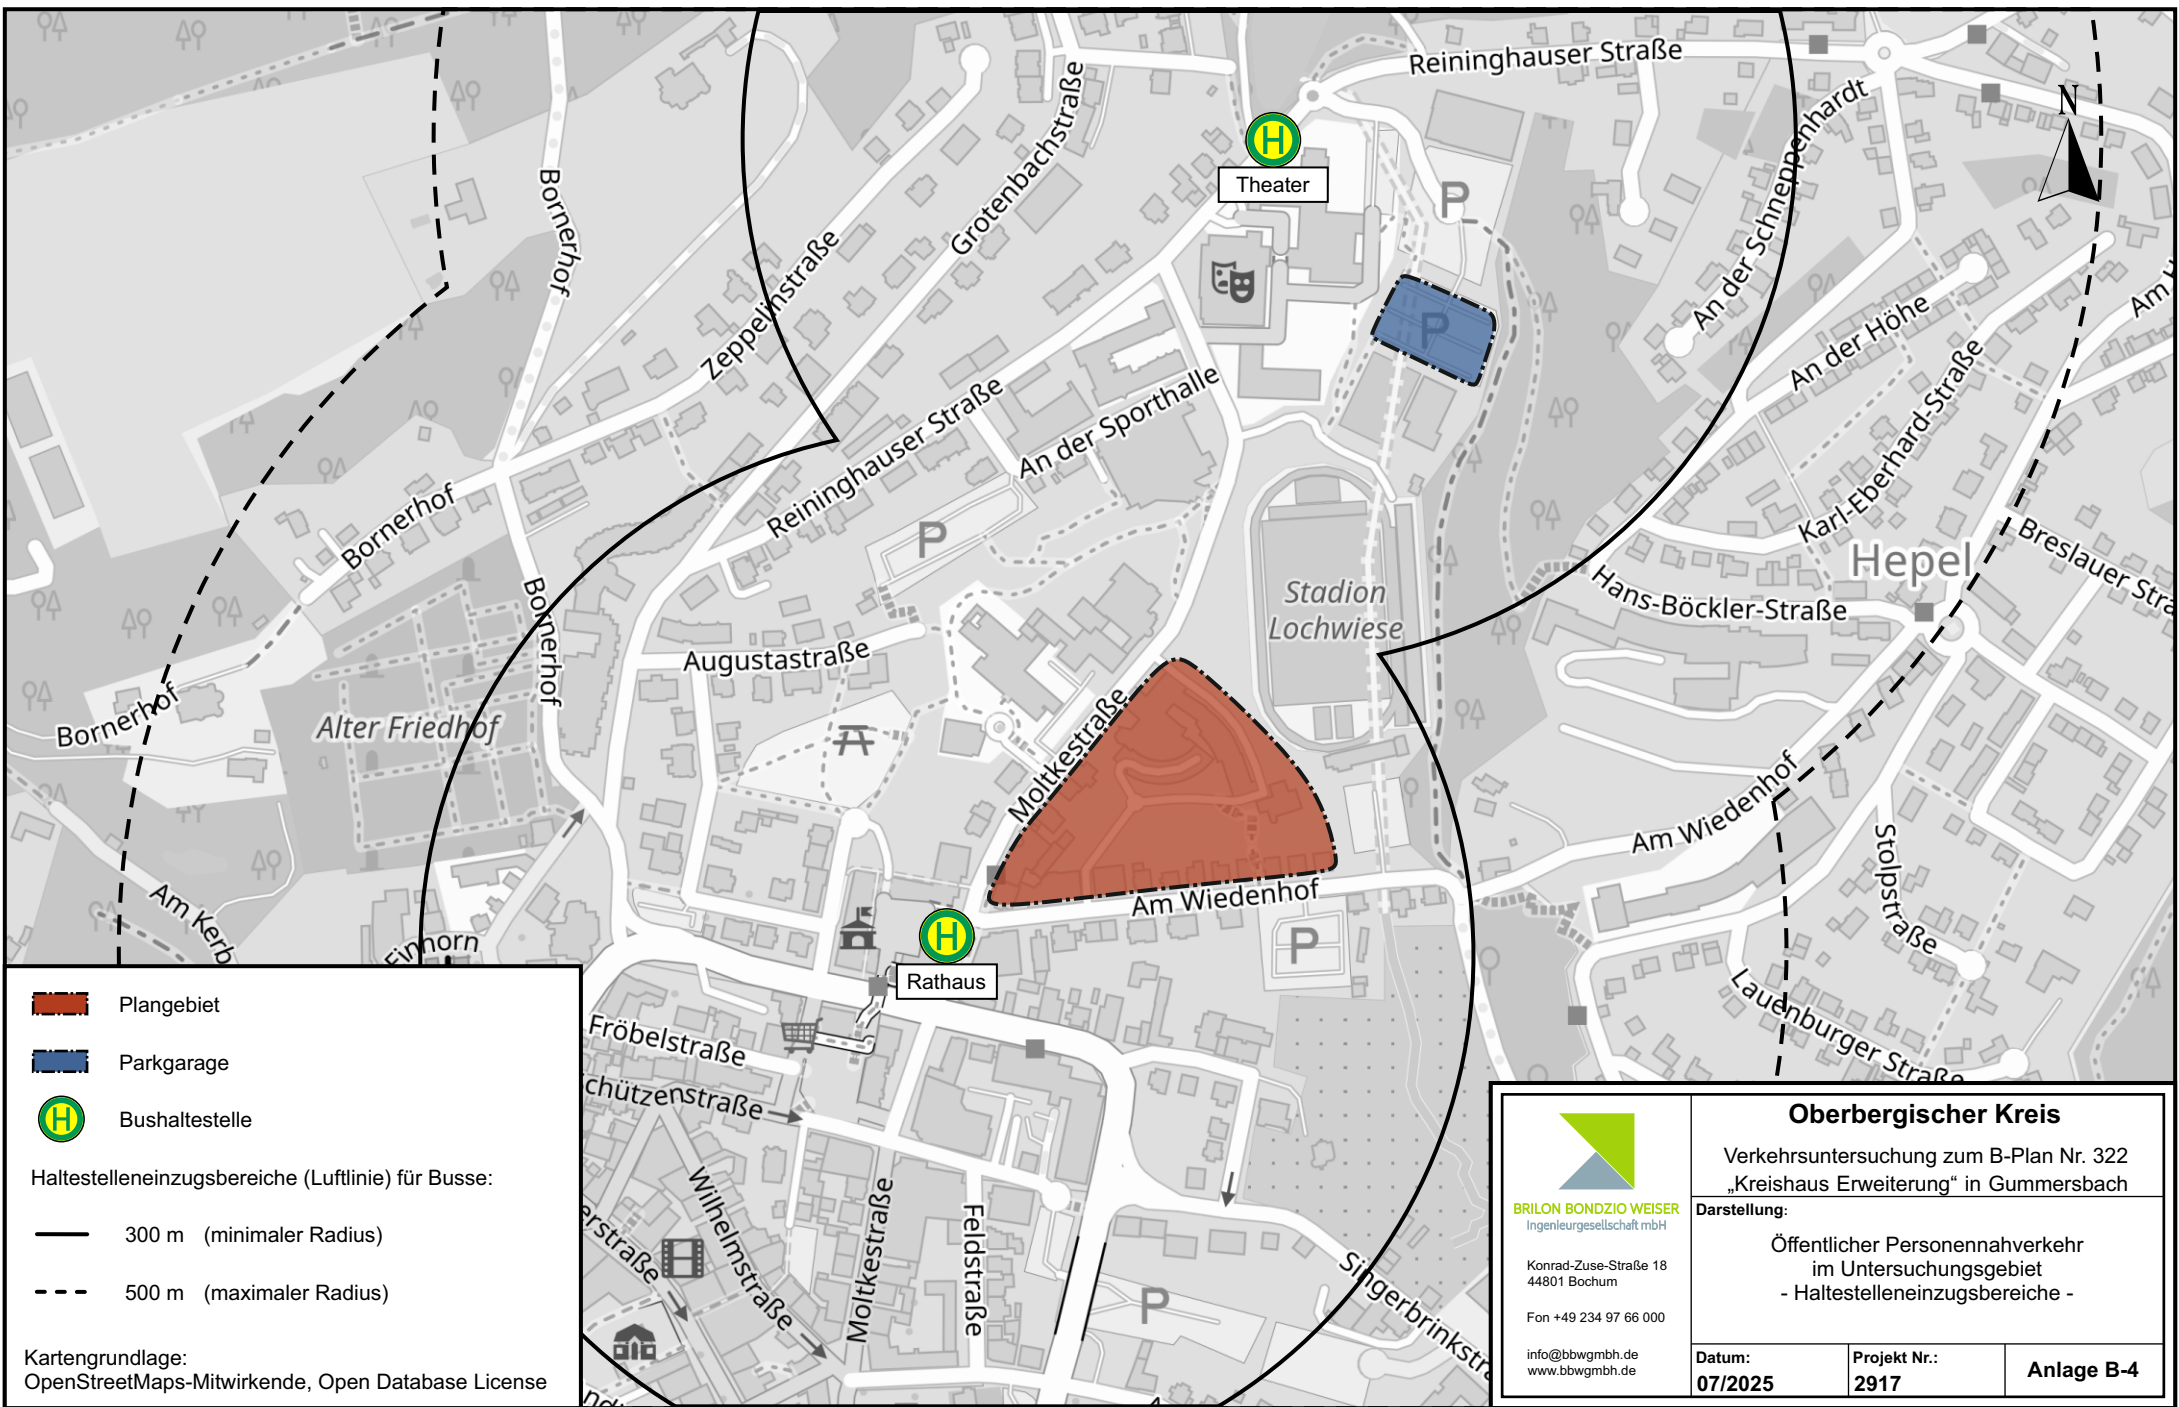 Reininghauser Straße
N
Bornerhof
Grotenbachstraße
Theater
P
An der Schneppenhardt
Zeppelinstraße
Am H
P
An der Höhe
Karl-Eberhard-Straße
Reininghauser Straße
An der Sporthalle
Bornerhof
P
Hepel
Breslauer Stra
Hans-Böckler-Straße
Stadion
Lochwiese
Bornerhof
Augustastraße
Bornerhof
Alter Friedhof
Moltkestraße
Am Wiedenhof
Stolpstraße
Am Kerb
Am Wiedenhof
Einhorn
P
Rathaus
Lauenburger Straße
Fröbelstraße
chützenstraße
Wilhelmstraße
Moltkestraße
Feldstraße
erstraße
P
Singerbrinkstra
H
H
Plangebiet
Parkgarage
H
Bushaltestelle
Haltestelleneinzugsbereiche (Luftlinie) für Busse:
300 m (minimaler Radius)
500 m (maximaler Radius)
Kartengrundlage:
OpenStreetMaps-Mitwirkende, Open Database License
BRILON BONDZIO WEISER
Ingenieurgesellschaft mbH
Konrad-Zuse-Straße 18
44801 Bochum
Fon +49 234 97 66 000
info@bbwgmbh.de
www.bbwgmbh.de
Oberbergischer Kreis
Verkehrsuntersuchung zum B-Plan Nr. 322
„Kreishaus Erweiterung“ in Gummersbach
Darstellung:
Öffentlicher Personennahverkehr
im Untersuchungsgebiet
- Haltestelleneinzugsbereiche -
Datum:
07/2025
Projekt Nr.:
2917
Anlage B-4